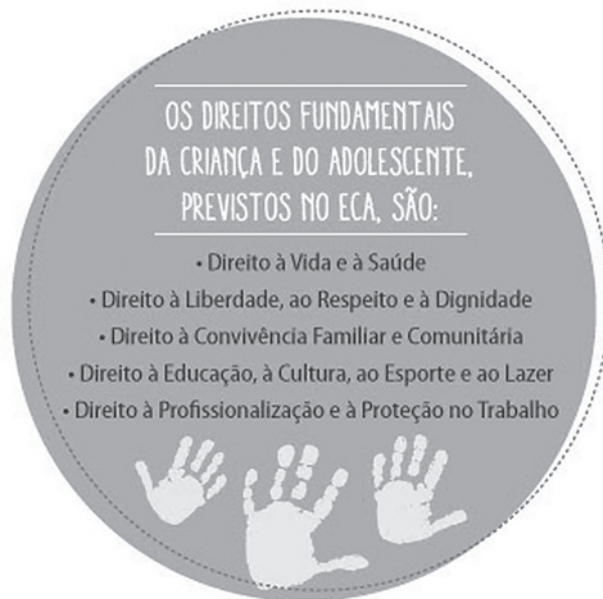 OS DIREITOS FUNDAMENTAIS
DA CRIANÇA E DO ADOLESCENTE,
PREVISTOS NO ECA, SÃO:
• Direito à Vida e à Saúde
• Direito à Liberdade, ao Respeito e à Dignidade
• Direito à Convivência Familiar e Comunitária
• Direito à Educação, à Cultura, ao Esporte e ao Lazer
• Direito à Profissionalização e à Proteção no Trabalho